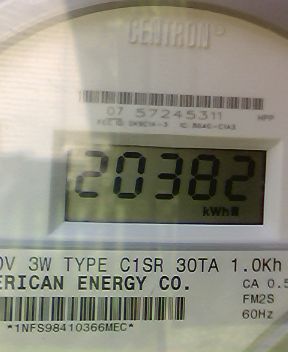 CENTRON®
07 57245311
HPP
20382
kWh
0V 3W TYPE C1SR 30TA 1.0Kh
ERICAN ENERGY CO.
CA 0.5
FM2S
60Hz
*1NFS98410366MEC*